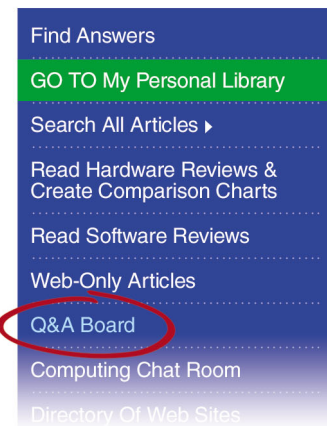 Find Answers
GO TO My Personal Library
Search All Articles ▸
Read Hardware Reviews &
Create Comparison Charts
Read Software Reviews
Web-Only Articles
Q&A Board
Computing Chat Room
Directory Of Web Sites